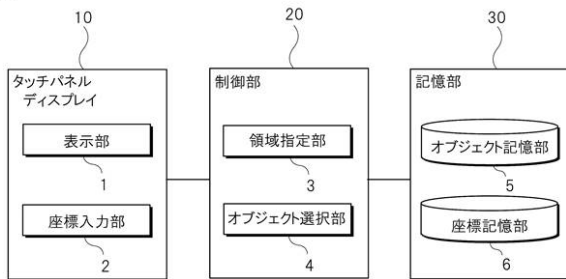 10
20
30
タッチパネル
ディスプレイ
表示部
1
座標入力部
2
制御部
領域指定部
3
オブジェクト選択部
4
記憶部
オブジェクト記憶部
5
座標記憶部
6